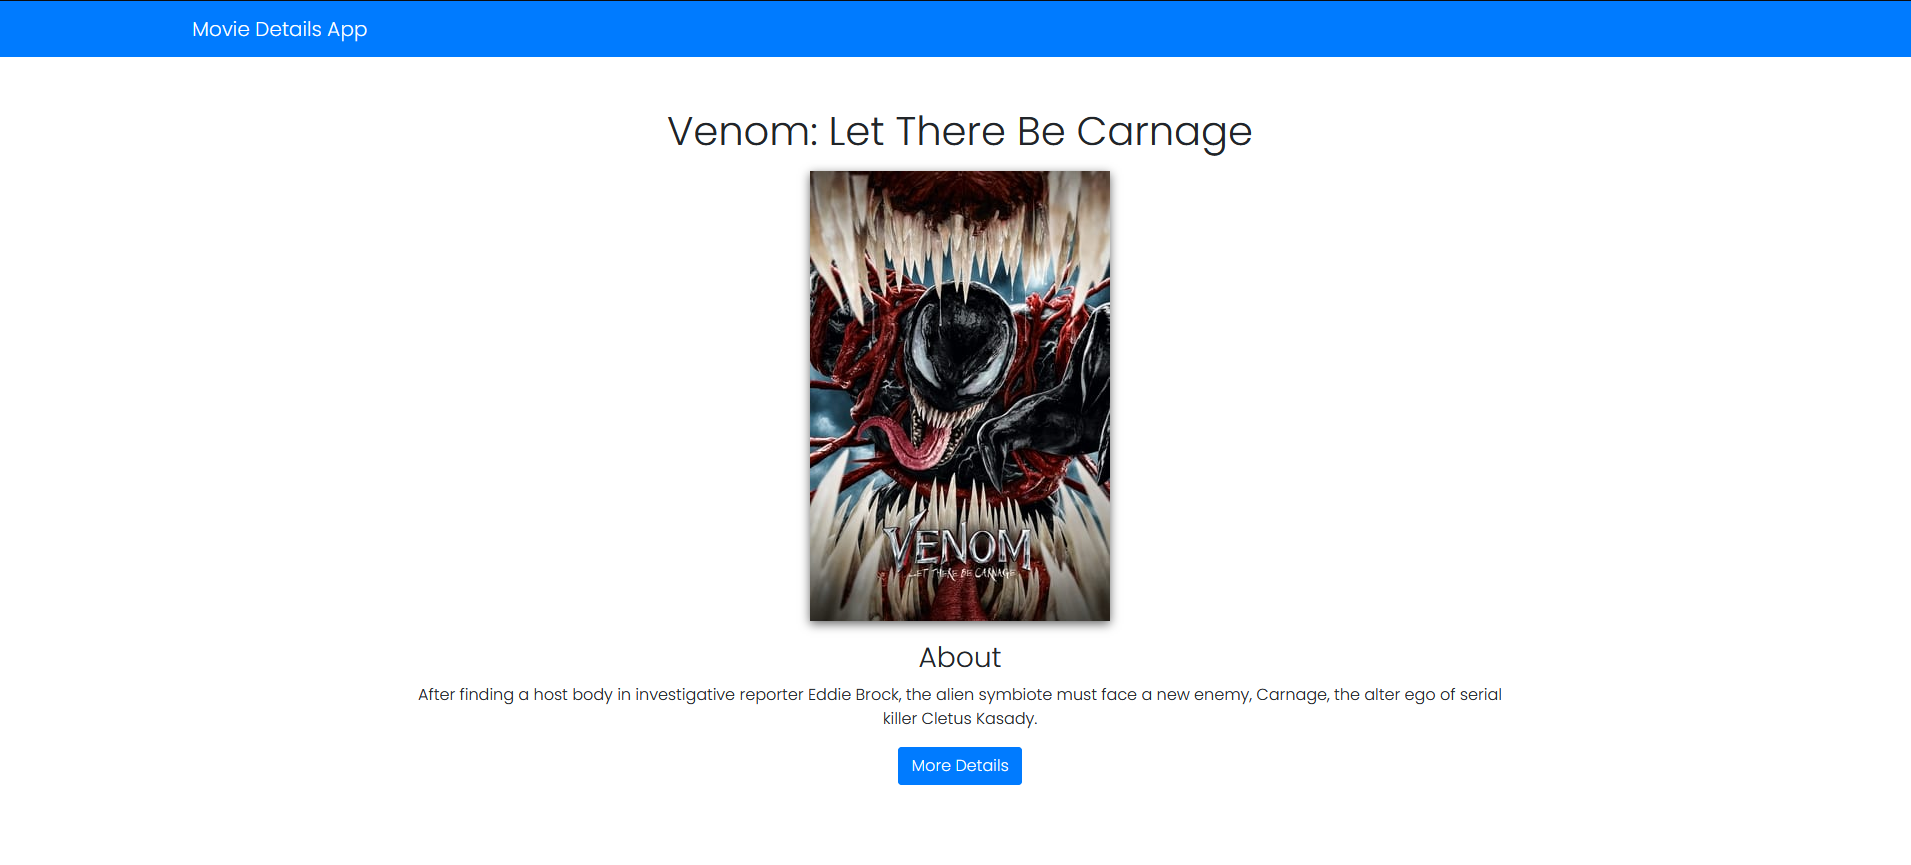 Movie Details App
Venom: Let There Be Carnage
VENOM
LET THERE BE CARNAGE
About
After finding a host body in investigative reporter Eddie Brock, the alien symbiote must face a new enemy, Carnage, the alter ego of serial
killer Cletus Kasady.
More Details